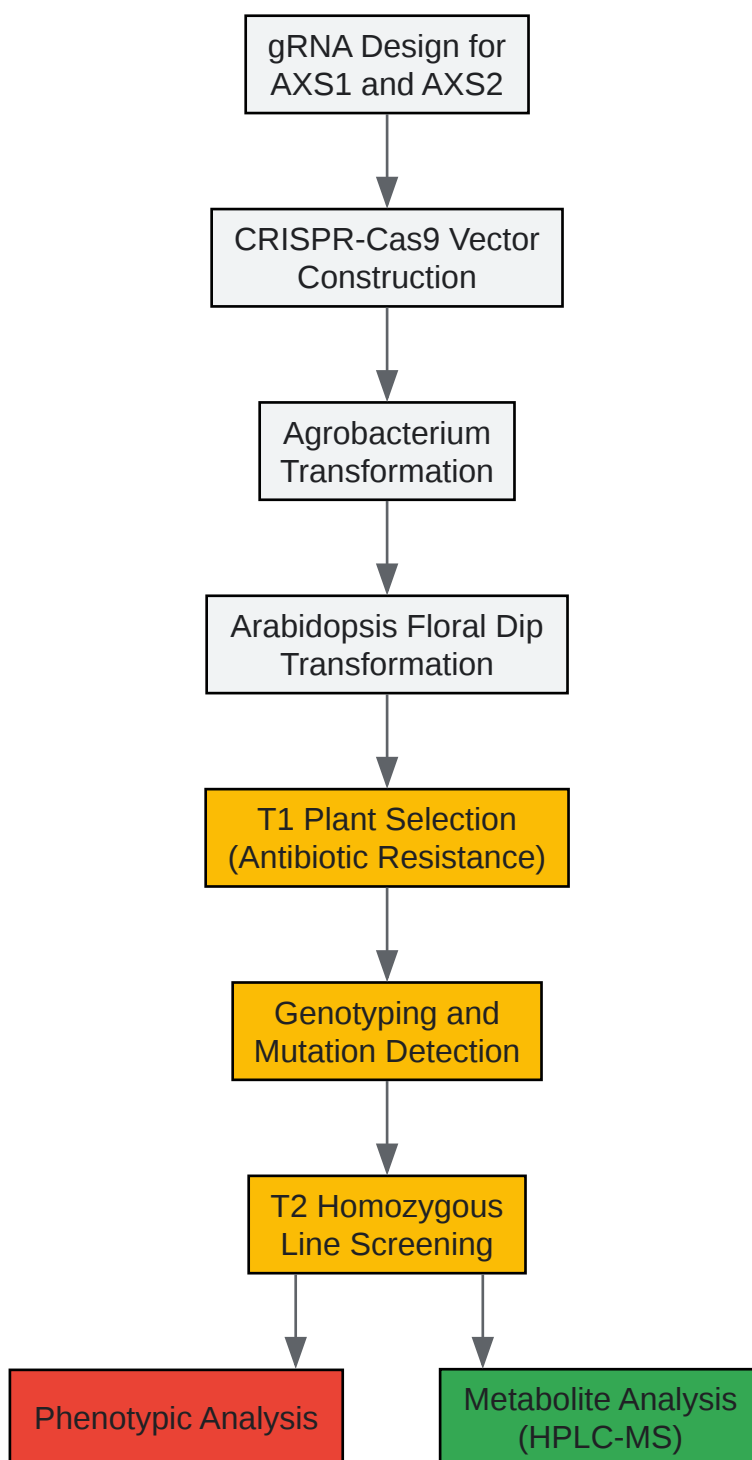 gRNA Design for
AXS1 and AXS2
CRISPR-Cas9 Vector
Construction
Agrobacterium
Transformation
Arabidopsis Floral Dip
Transformation
T1 Plant Selection
(Antibiotic Resistance)
Genotyping and
Mutation Detection
T2 Homozygous
Line Screening
Phenotypic Analysis
Metabolite Analysis
(HPLC-MS)